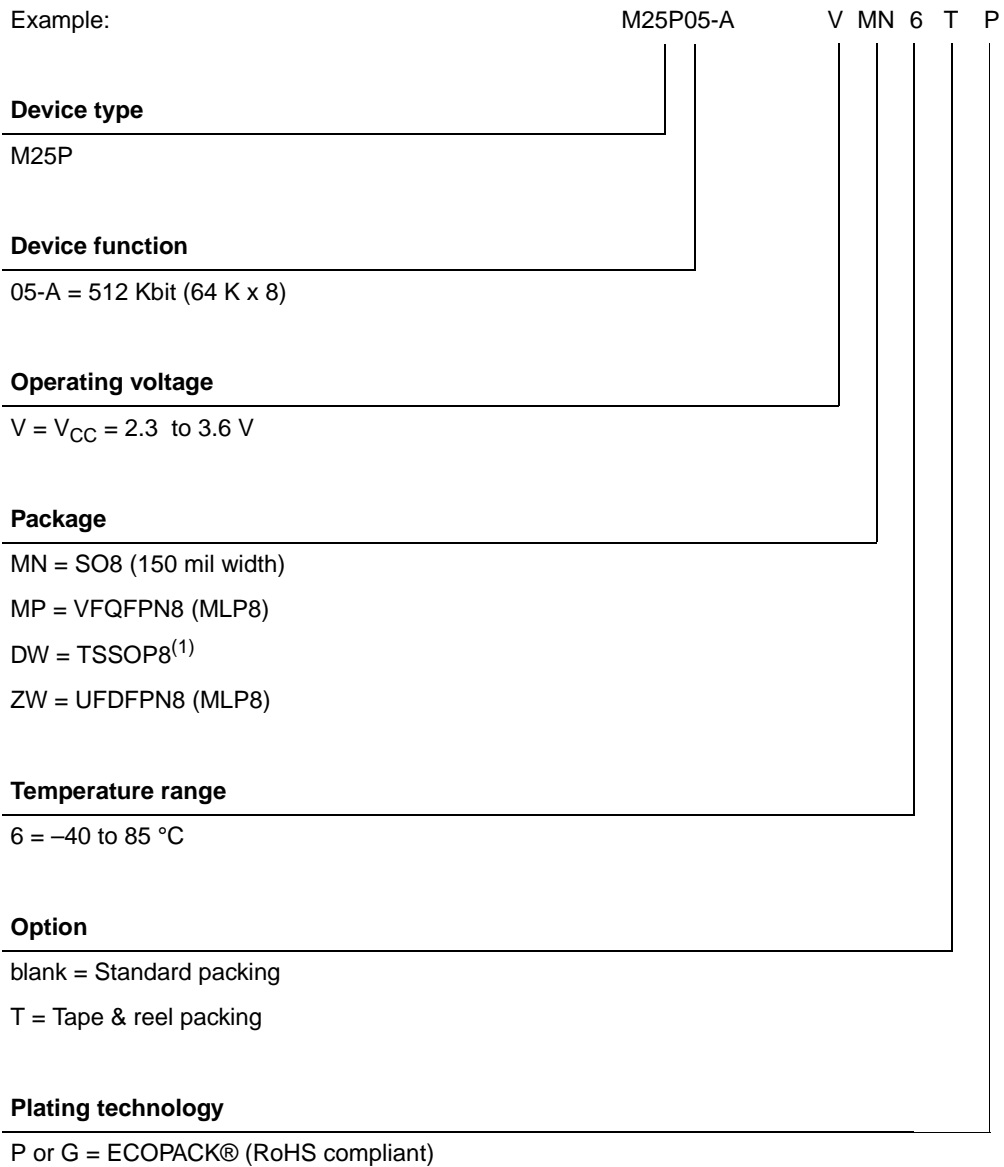 Example: M25P05-A V MN 6 T P
Device type
M25P
Device function
05-A = 512 Kbit (64 K x 8)
Operating voltage
V = VCC = 2.3 to 3.6 V
Package
MN = SO8 (150 mil width)
MP = VFQFPN8 (MLP8)
DW = TSSOP8(1)
ZW = UFDFPN8 (MLP8)
Temperature range
6 = –40 to 85 °C
Option
blank = Standard packing
T = Tape & reel packing
Plating technology
P or G = ECOPACK® (RoHS compliant)